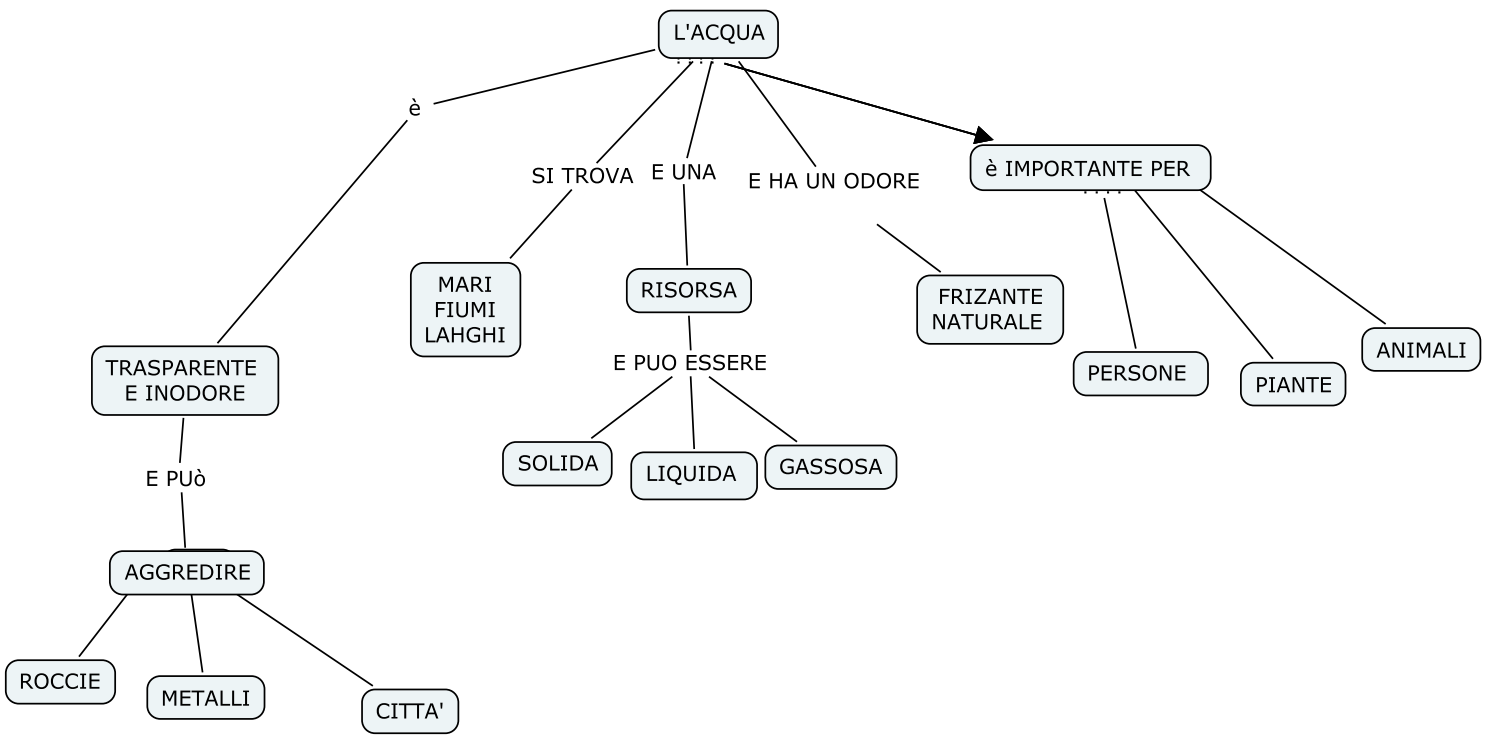 L'ACQUA
è
SI TROVA
E UNA
E HA UN ODORE
è IMPORTANTE PER
MARI
FIUMI
LAHGHI
RISORSA
FRIZANTE
NATURALE
TRASPARENTE
E INODORE
E PUO ESSERE
PERSONE
PIANTE
ANIMALI
SOLIDA
LIQUIDA
GASSOSA
E PUò
AGGREDIRE
ROCCIE
METALLI
CITTA'